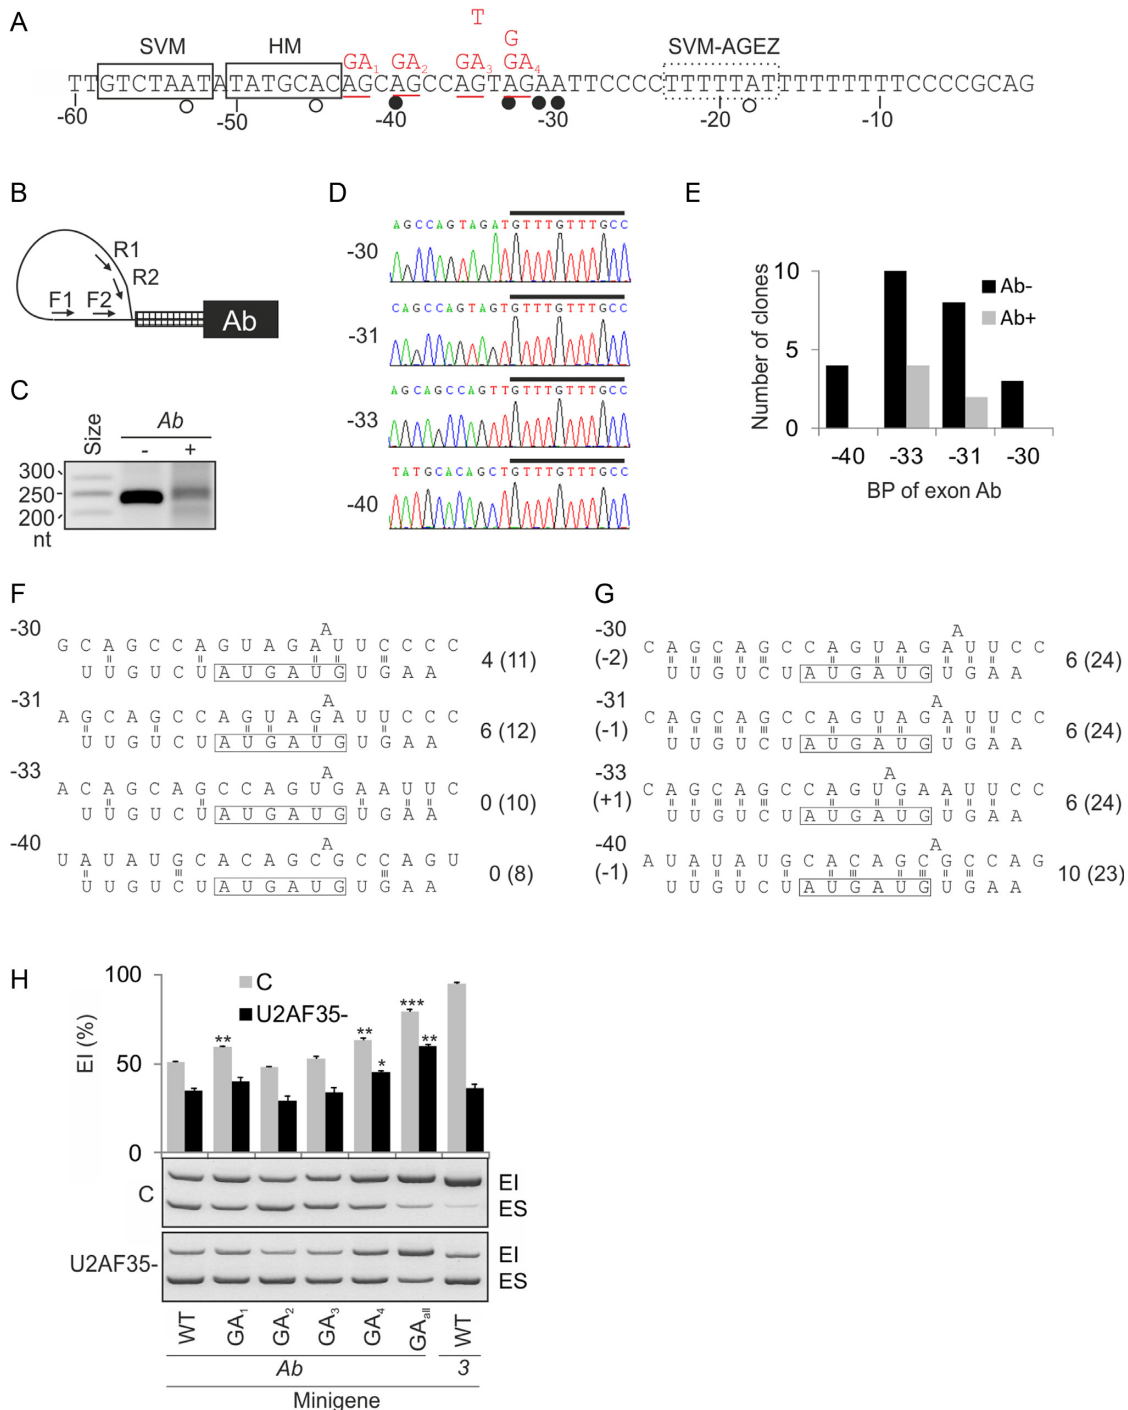 A
T
G
GA1 GA2 GA3 GA4
SVM HM SVM-AGEZ
TTGTCTAATATATGCACAGCAGCCAGTAGAATTCCCCTTTTTATTTTTTTTCCCCGCAG
-60 -50 -40 -30 -20 -10
B
R1
R2
F1 F2
Ab
C
Size
Ab
- +
300
250
200
nt
D
AGCCAGTAGATGTTTGTTTGCC
-30
CAGCCAGTAGTGTTTGTTTGCC
-31
AGCAGCCAGTTGTTTGTTTGCC
-33
TATGCACAGCTGTTTGTTTGCC
-40
E
Number of clones
10
5
0
Ab-
Ab+
-40 -33 -31 -30
BP of exon Ab
F
-30
A
G C A G C C A G U A G A U U C C C C
U U G U C U A U G A U G U G A A
4 (11)
-31
A
A G C A G C C A G U A G A U U C C C
U U G U C U A U G A U G U G A A
6 (12)
-33
A
A C A G C A G C C A G U G A A U U C
U U G U C U A U G A U G U G A A
0 (10)
-40
A
U A U A U G C A C A G C G C C A G U
U U G U C U A U G A U G U G A A
0 (8)
G
-30
(-2)
A
C A G C A G C C A G U A G A U U C C
U U G U C U A U G A U G U G A A
6 (24)
-31
(-1)
A
C A G C A G C C A G U A G A U U C C
U U G U C U A U G A U G U G A A
6 (24)
-33
(+1)
A
C A G C A G C C A G U G A A U U C C
U U G U C U A U G A U G U G A A
6 (24)
-40
(-1)
A
A U A U A U G C A C A G C G C C A G
U U G U C U A U G A U G U G A A
10 (23)
H
EI (%)
100
50
0
C
U2AF35-
** ** * *** **
C
EI
ES
U2AF35-
EI
ES
WT GA1 GA2 GA3 GA4 GAall WT
Ab 3
Minigene